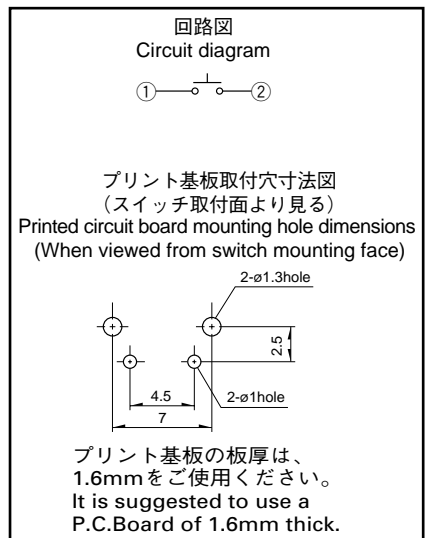 回路図
Circuit diagram
① ②
プリント基板取付穴寸法図
（スイッチ取付面より見る）
Printed circuit board mounting hole dimensions
(When viewed from switch mounting face)
2-ø1.3hole
2.5
4.5
2-ø1hole
7
プリント基板の板厚は、
1.6mmをご使用ください。
It is suggested to use a
P.C.Board of 1.6mm thick.